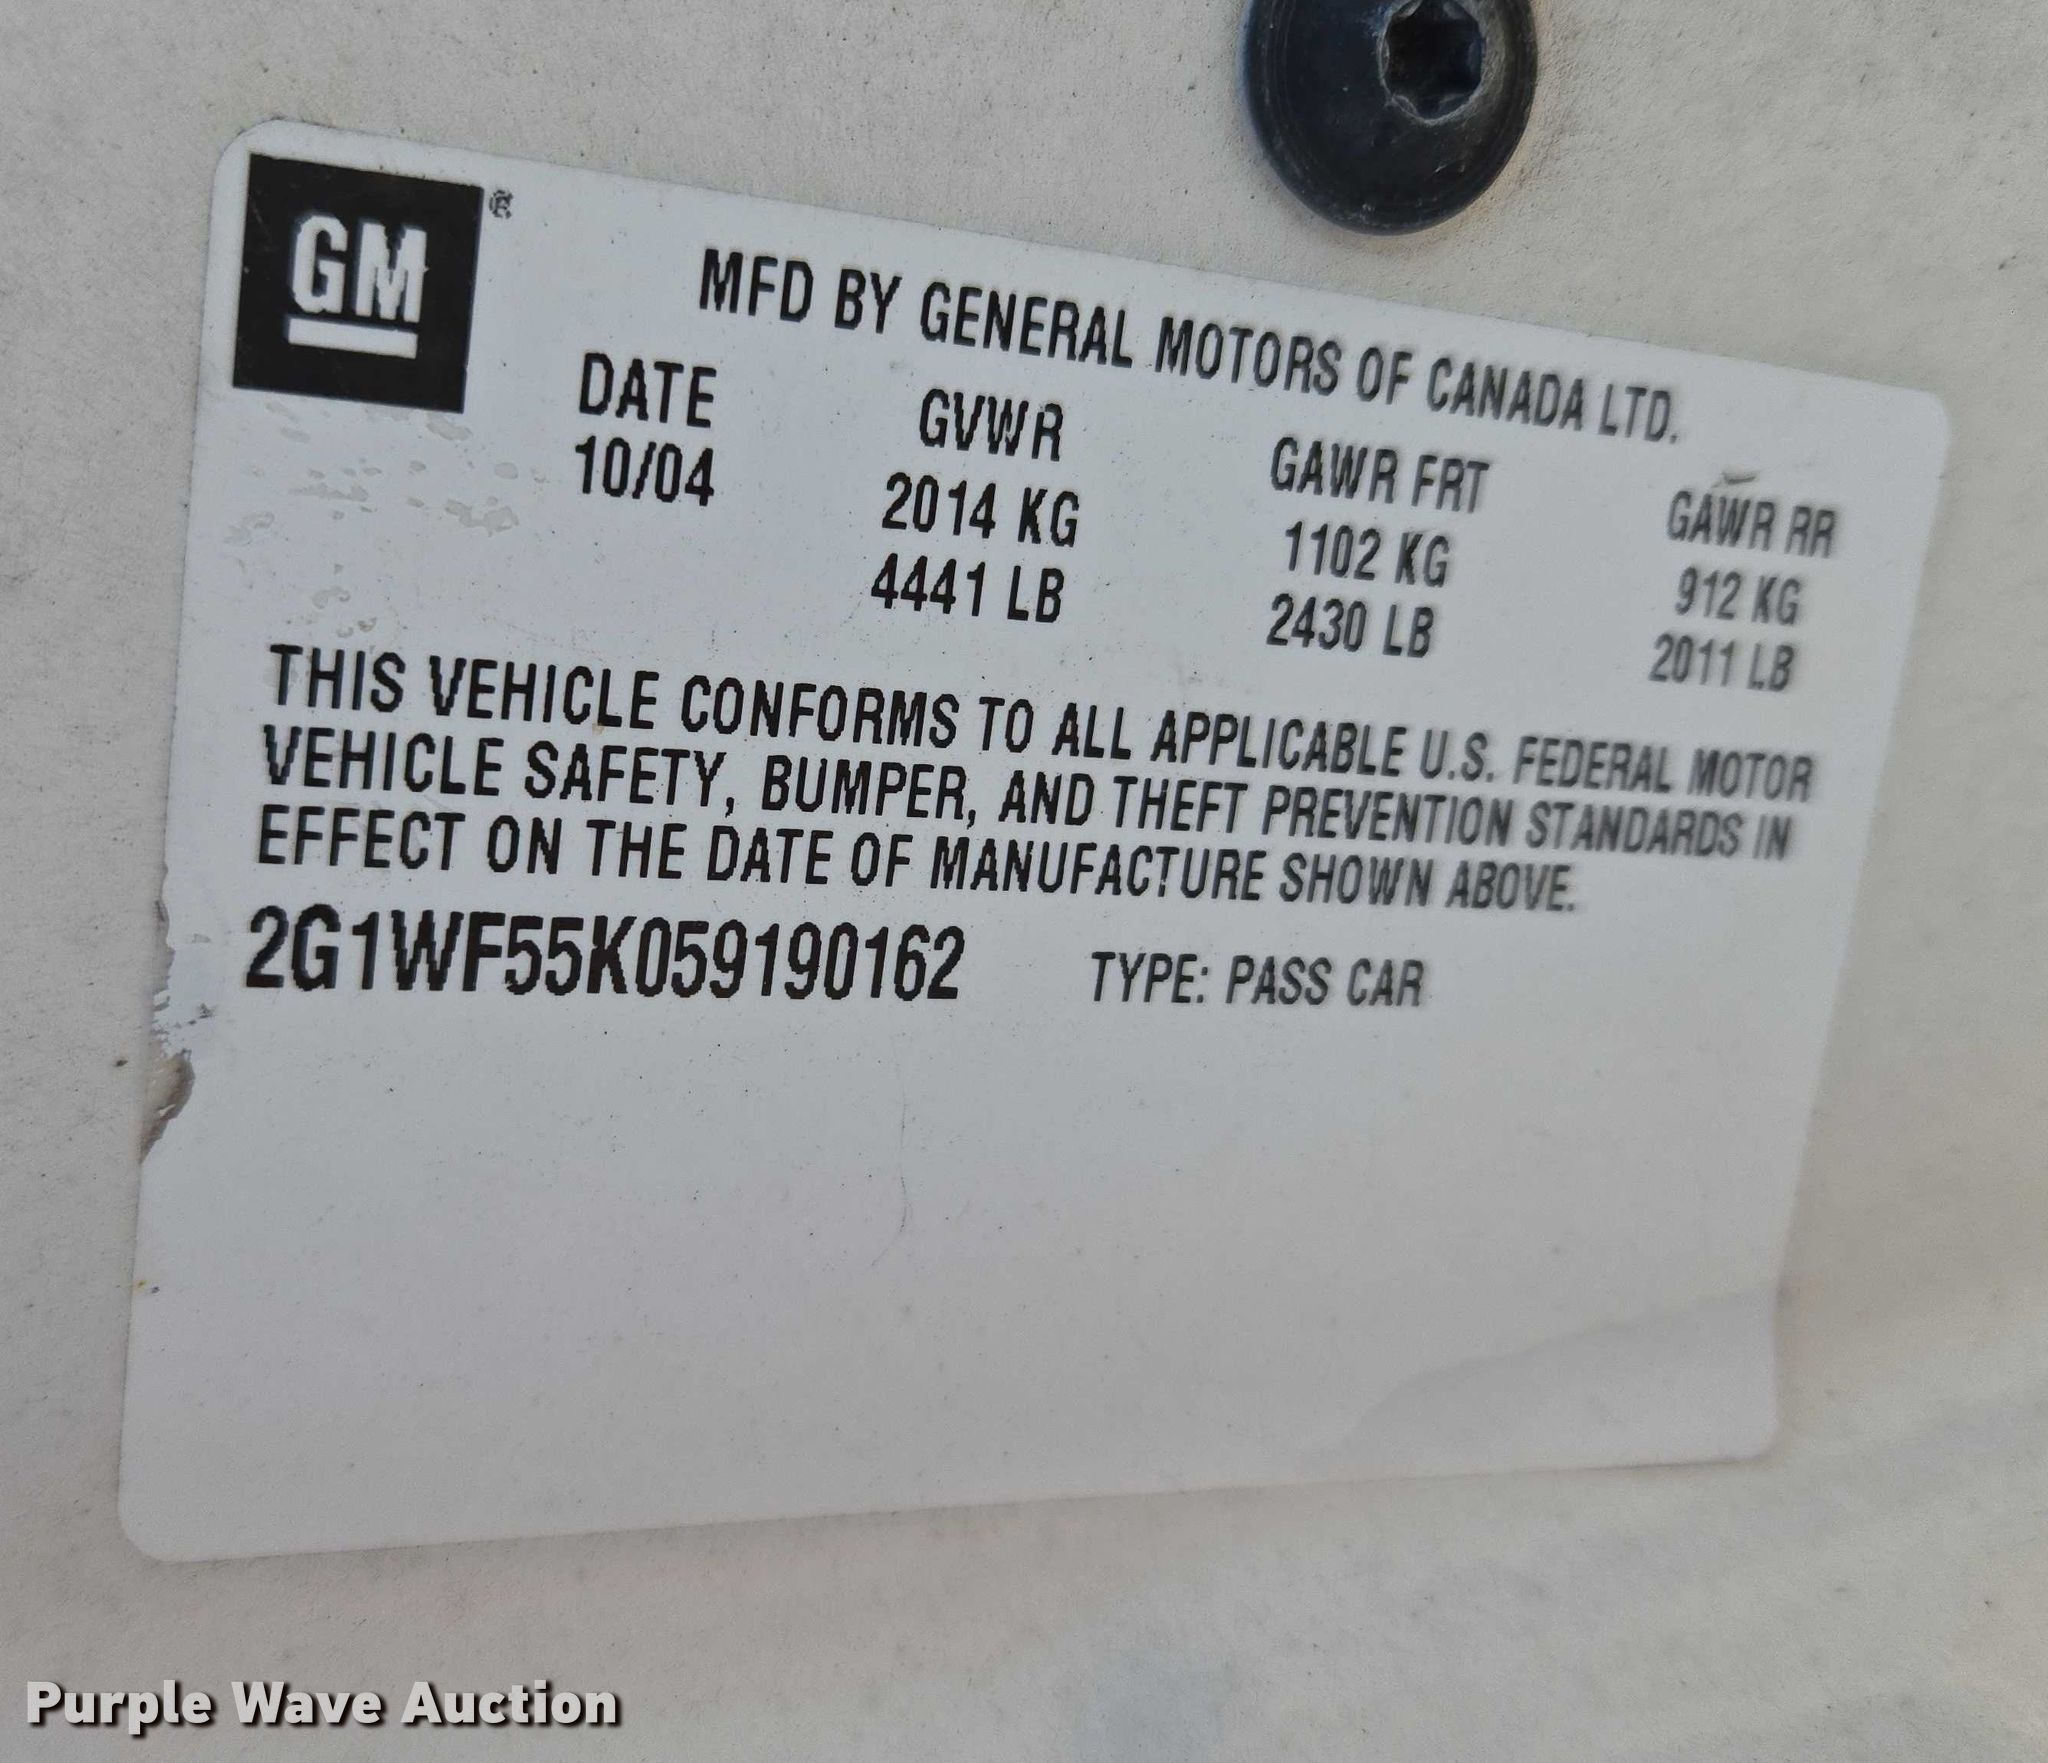 GM ®
MFD BY GENERAL MOTORS OF CANADA LTD.
DATE GVWR GAWR FRT GAWR RR
10/04 2014 KG 1102 KG 912 KG
4441 LB 2430 LB 2011 LB
THIS VEHICLE CONFORMS TO ALL APPLICABLE U.S. FEDERAL MOTOR
VEHICLE SAFETY, BUMPER, AND THEFT PREVENTION STANDARDS IN
EFFECT ON THE DATE OF MANUFACTURE SHOWN ABOVE.
2G1WF55K059190162 TYPE: PASS CAR
Purple Wave Auction